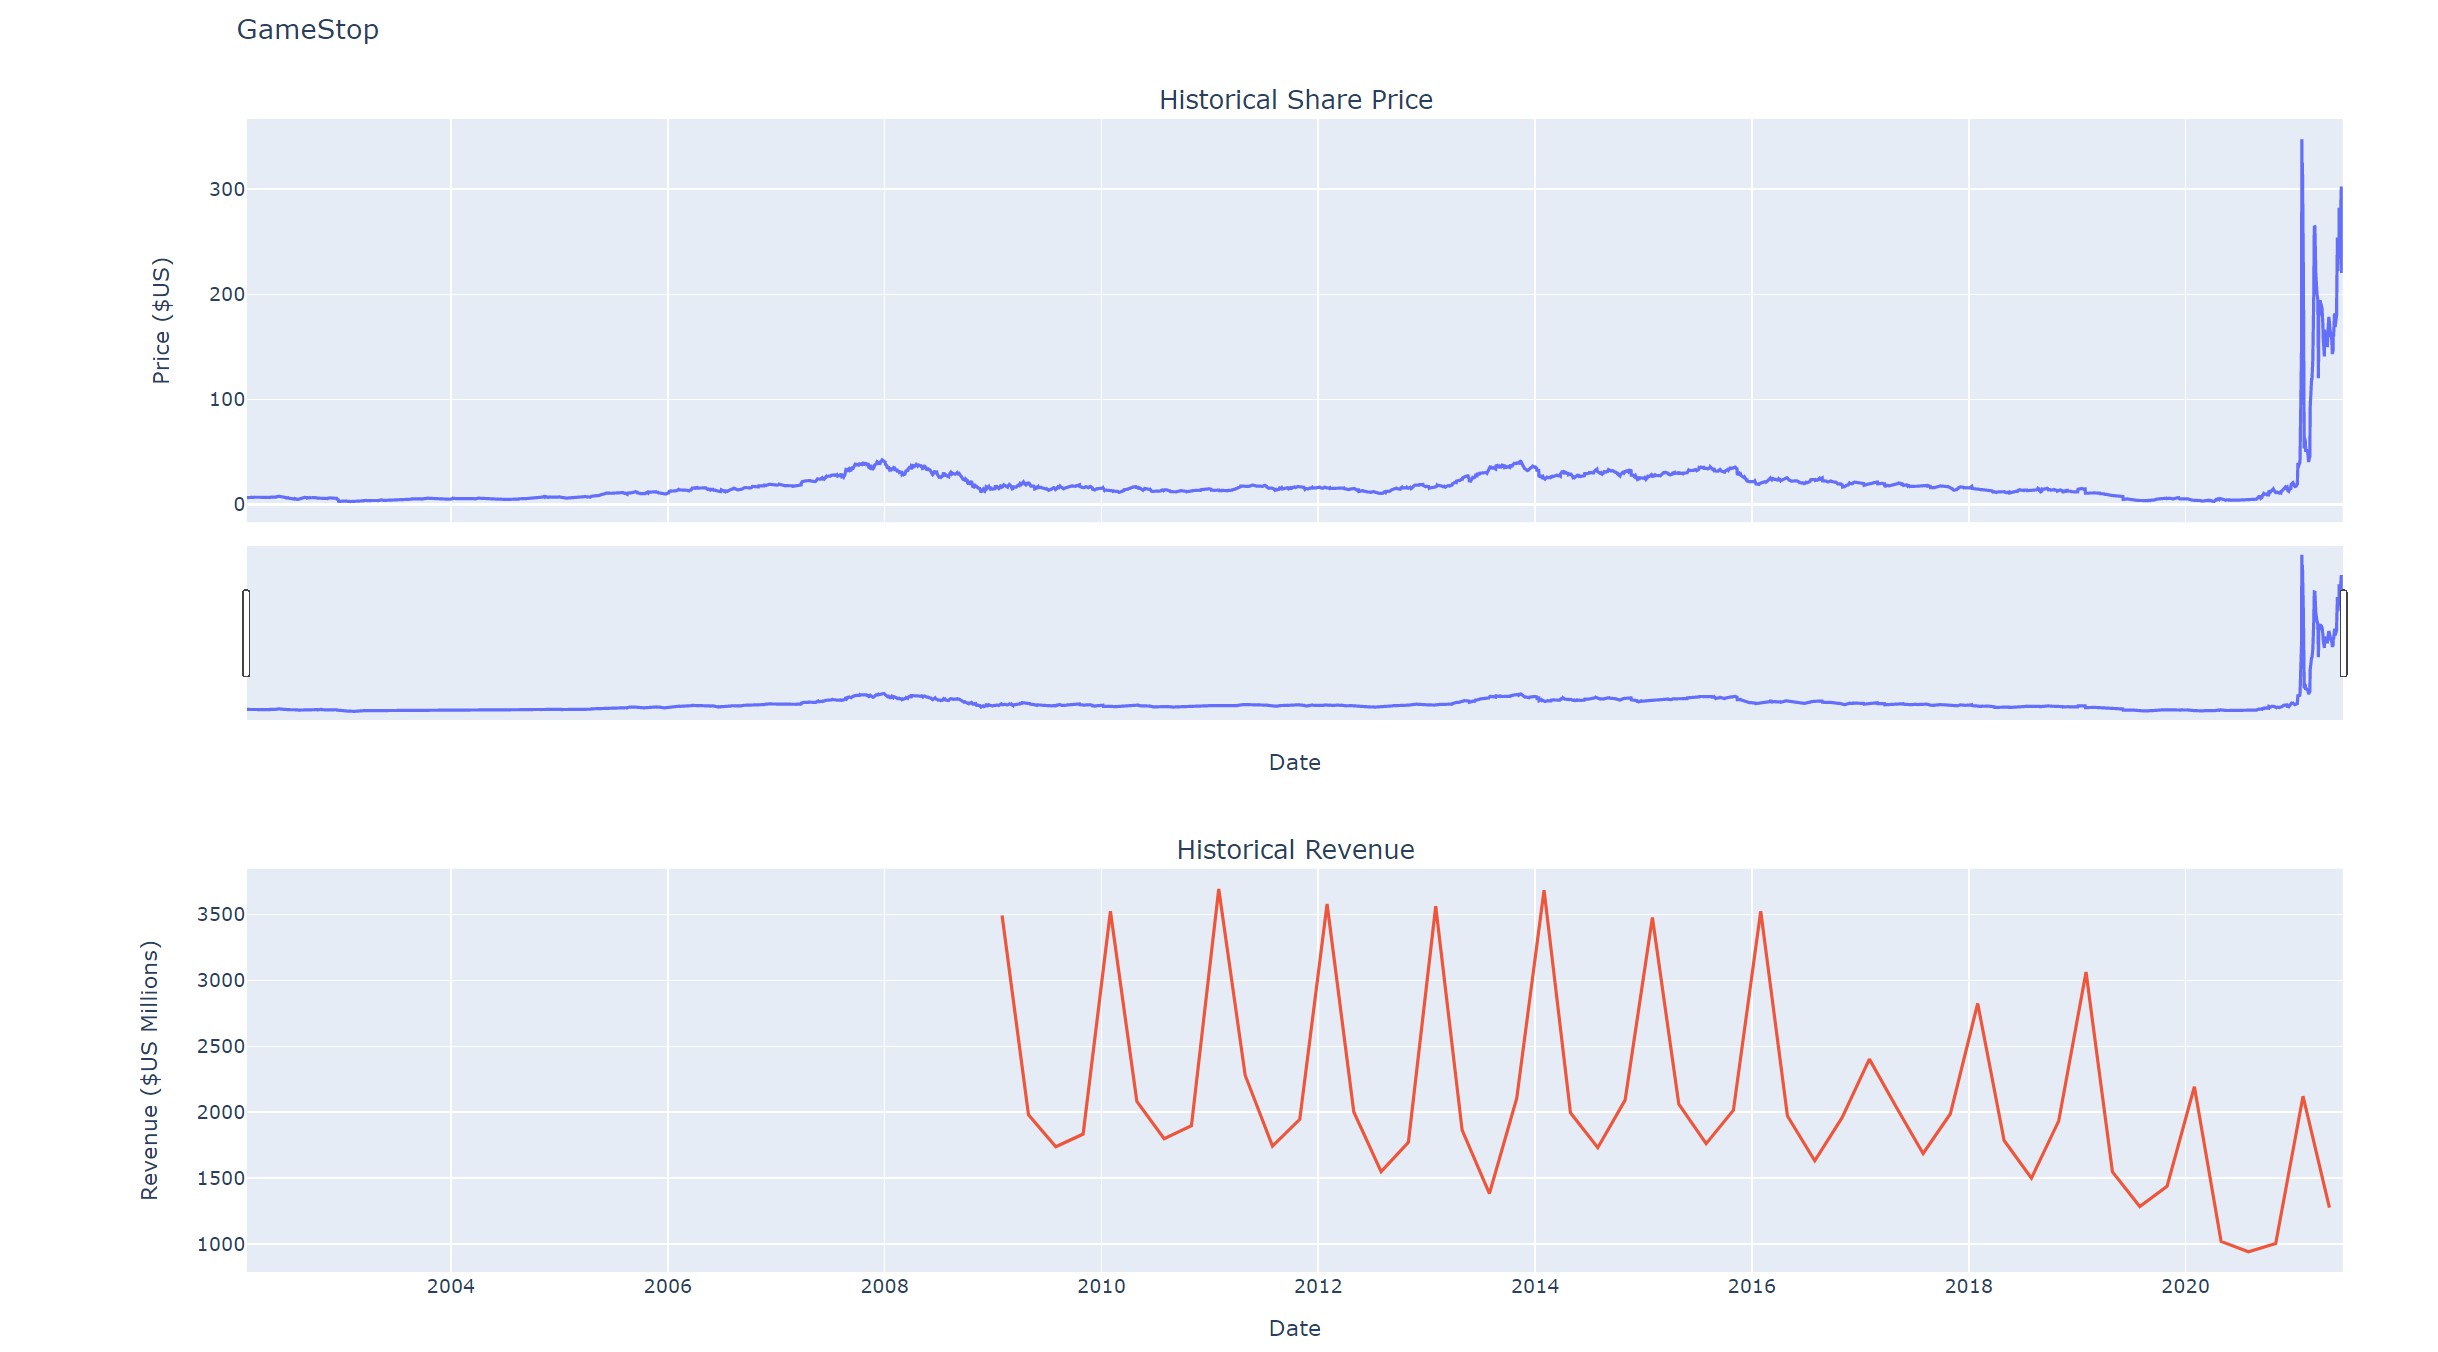 GameStop
Historical Share Price
300
200
100
0
Price ($US)
Date
Historical Revenue
3500
3000
2500
2000
1500
1000
Revenue ($US Millions)
2004 2006 2008 2010 2012 2014 2016 2018 2020
Date